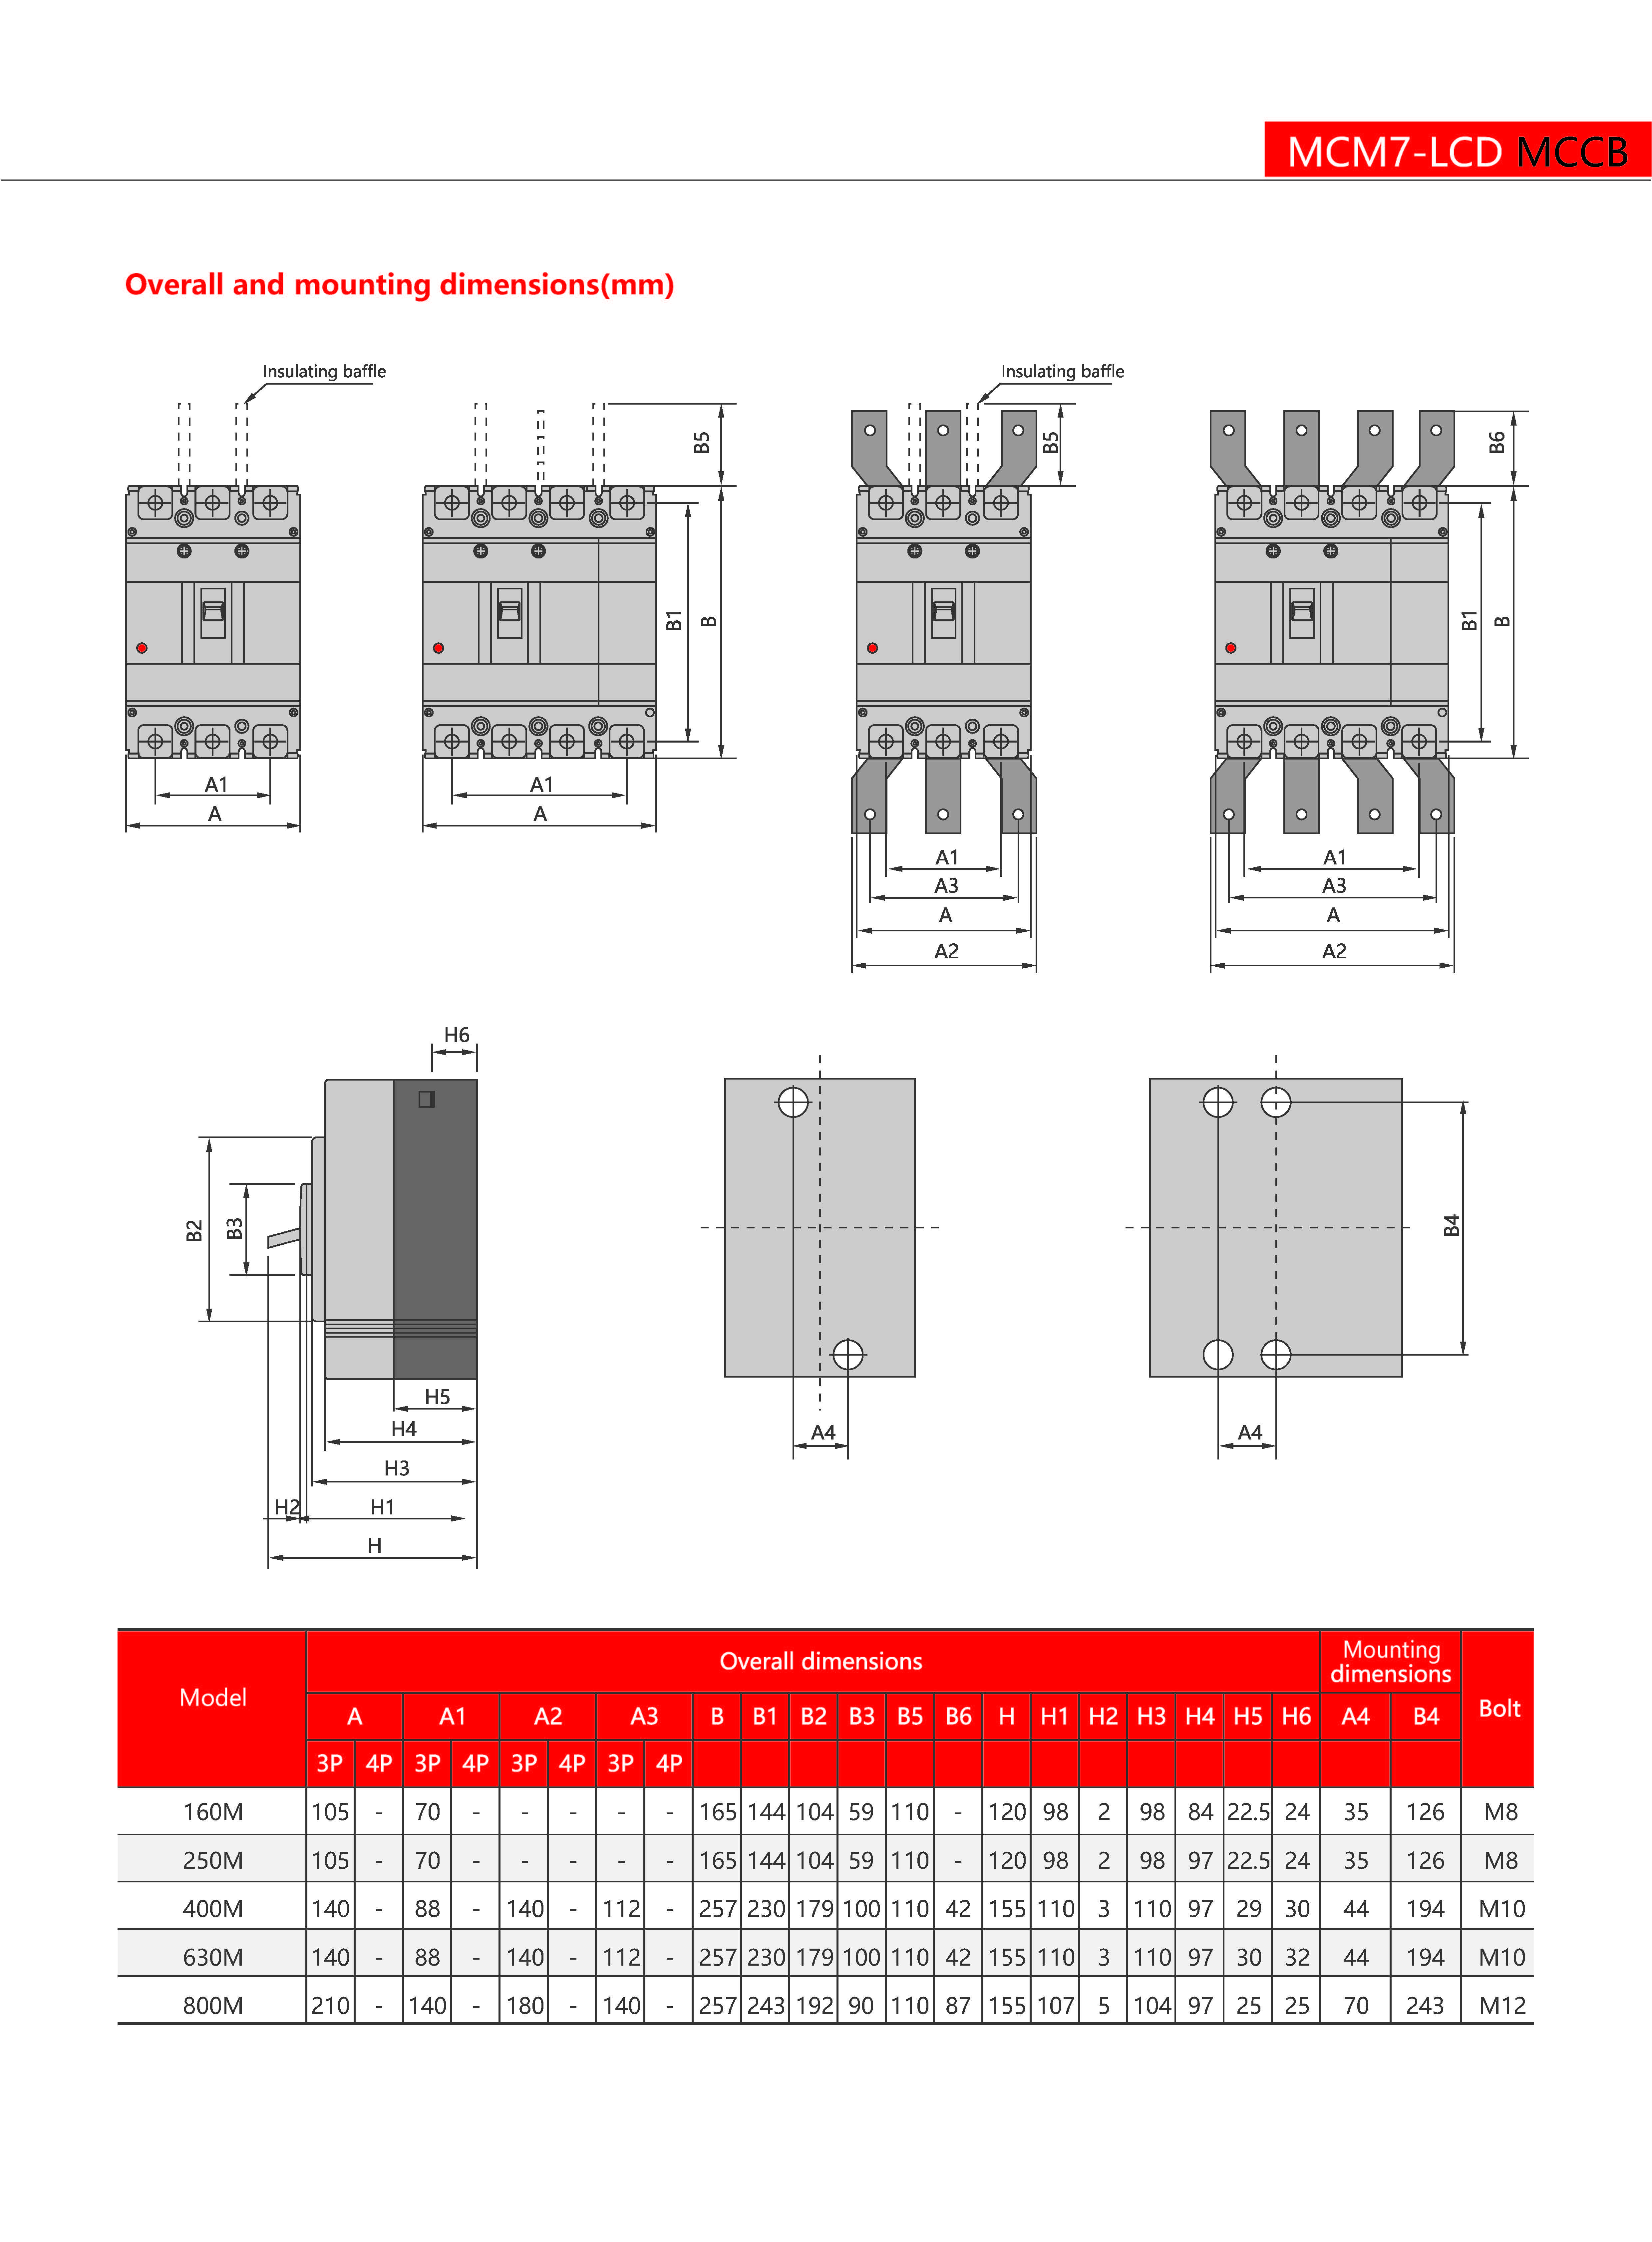 MCM7-LCD MCCB
Overall and mounting dimensions(mm)
Insulating baffle
Insulating baffle
B5
B5
B6
B1
B
B1
B
A1
A
A1
A
A1
A3
A
A2
A1
A3
A
A2
H6
B2
B3
B4
H5
H4
H3
H2
H1
H
A4
A4
Model Overall dimensions Mounting dimensions Bolt
A A1 A2 A3 B B1 B2 B3 B5 B6 H H1 H2 H3 H4 H5 H6 A4 B4
3P 4P 3P 4P 3P 4P 3P 4P
160M 105 - 70 - - - - - 165 144 104 59 110 - 120 98 2 98 84 22.5 24 35 126 M8
250M 105 - 70 - - - - - 165 144 104 59 110 - 120 98 2 98 97 22.5 24 35 126 M8
400M 140 - 88 - 140 - 112 - 257 230 179 100 110 42 155 110 3 110 97 29 30 44 194 M10
630M 140 - 88 - 140 - 112 - 257 230 179 100 110 42 155 110 3 110 97 30 32 44 194 M10
800M 210 - 140 - 180 - 140 - 257 243 192 90 110 87 155 107 5 104 97 25 25 70 243 M12